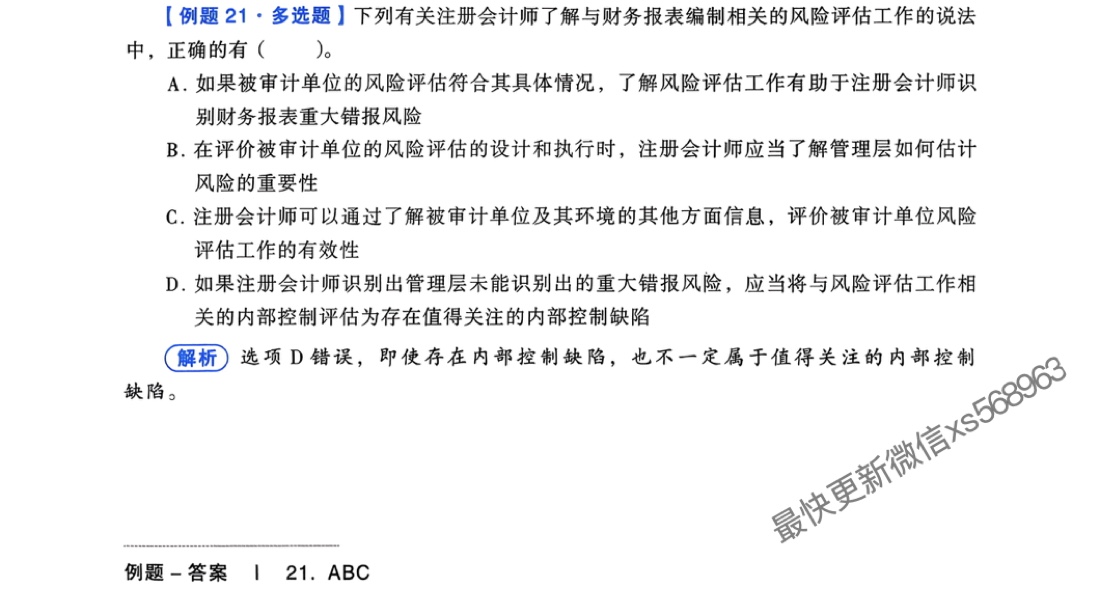 【例题 21·多选题】下列有关注册会计师了解与财务报表编制相关的风险评估工作的说法
中，正确的有（　　）。
A. 如果被审计单位的风险评估符合其具体情况，了解风险评估工作有助于注册会计师识
别财务报表重大错报风险
B. 在评价被审计单位的风险评估的设计和执行时，注册会计师应当了解管理层如何估计
风险的重要性
C. 注册会计师可以通过了解被审计单位及其环境的其他方面信息，评价被审计单位风险
评估工作的有效性
D. 如果注册会计师识别出管理层未能识别出的重大错报风险，应当将与风险评估工作相
关的内部控制评估为存在值得关注的内部控制缺陷
解析 选项 D 错误，即使存在内部控制缺陷，也不一定属于值得关注的内部控制
缺陷。
最快更新微信xs568963
例题－答案 | 21. ABC